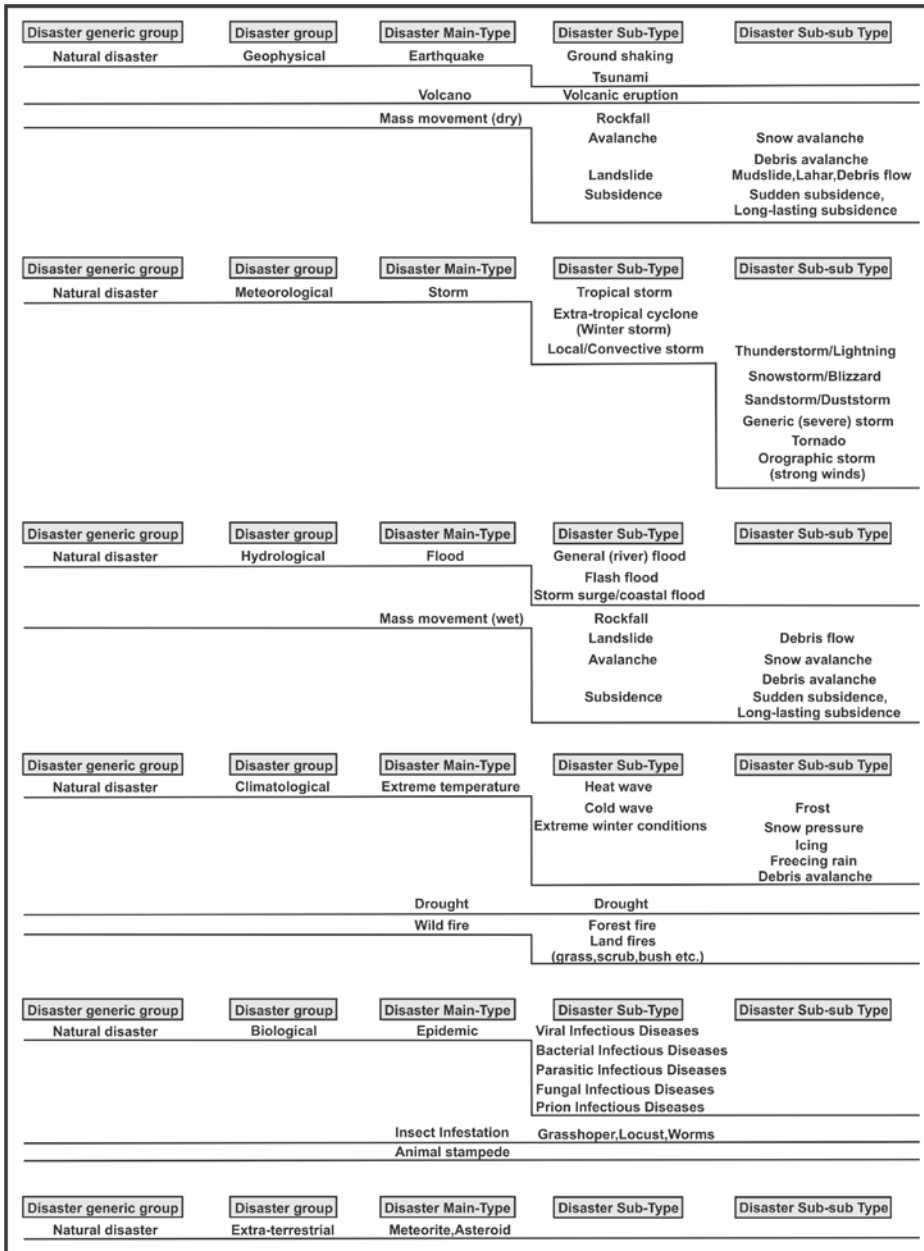 Disaster generic group Disaster group Disaster Main-Type Disaster Sub-Type Disaster Sub-sub Type
Natural disaster Geophysical Earthquake Ground shaking
Tsunami
Volcano Volcanic eruption
Mass movement (dry) Rockfall
Avalanche Snow avalanche
Debris avalanche
Landslide Mudslide,Lahar,Debris flow
Subsidence Sudden subsidence,
Long-lasting subsidence
Disaster generic group Disaster group Disaster Main-Type Disaster Sub-Type Disaster Sub-sub Type
Natural disaster Meteorological Storm Tropical storm
Extra-tropical cyclone
(Winter storm)
Local/Convective storm Thunderstorm/Lightning
Snowstorm/Blizzard
Sandstorm/Duststorm
Generic (severe) storm
Tornado
Orographic storm
(strong winds)
Disaster generic group Disaster group Disaster Main-Type Disaster Sub-Type Disaster Sub-sub Type
Natural disaster Hydrological Flood General (river) flood
Flash flood
Storm surge/coastal flood
Mass movement (wet) Rockfall
Landslide Debris flow
Avalanche Snow avalanche
Debris avalanche
Subsidence Sudden subsidence,
Long-lasting subsidence
Disaster generic group Disaster group Disaster Main-Type Disaster Sub-Type Disaster Sub-sub Type
Natural disaster Climatological Extreme temperature Heat wave
Cold wave Frost
Extreme winter conditions Snow pressure
Icing
Freecing rain
Debris avalanche
Drought Drought
Wild fire Forest fire
Land fires
(grass,scrub,bush etc.)
Disaster generic group Disaster group Disaster Main-Type Disaster Sub-Type Disaster Sub-sub Type
Natural disaster Biological Epidemic Viral Infectious Diseases
Bacterial Infectious Diseases
Parasitic Infectious Diseases
Fungal Infectious Diseases
Prion Infectious Diseases
Insect Infestation Grasshoper,Locust,Worms
Animal stampede
Disaster generic group Disaster group Disaster Main-Type Disaster Sub-Type Disaster Sub-sub Type
Natural disaster Extra-terrestrial Meteorite,Asteroid